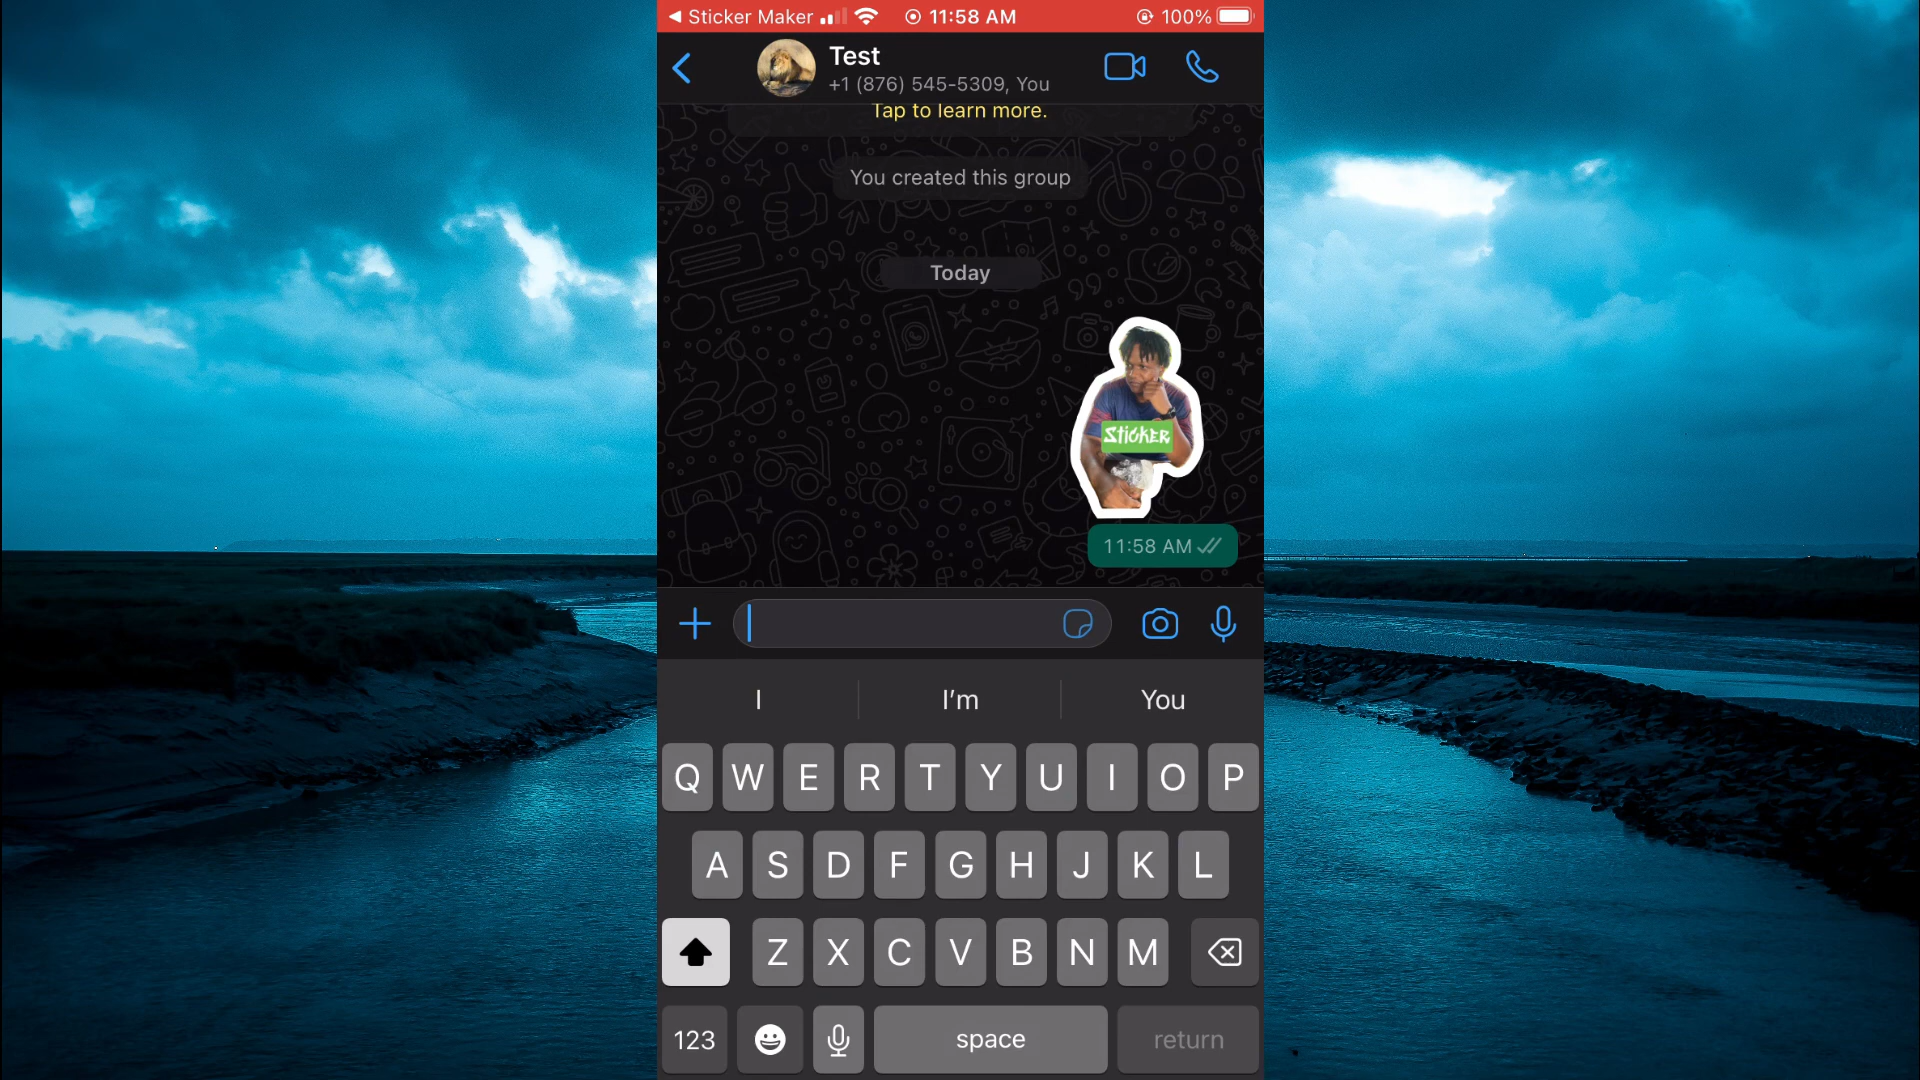 ◀ Sticker Maker 11:58 AM 100%
Test
+1 (876) 545-5309, You
Tap to learn more.
You created this group
Today
STICKER
11:58 AM
I I'm You
Q W E R T Y U I O P
A S D F G H J K L
Z X C V B N M
123 space return